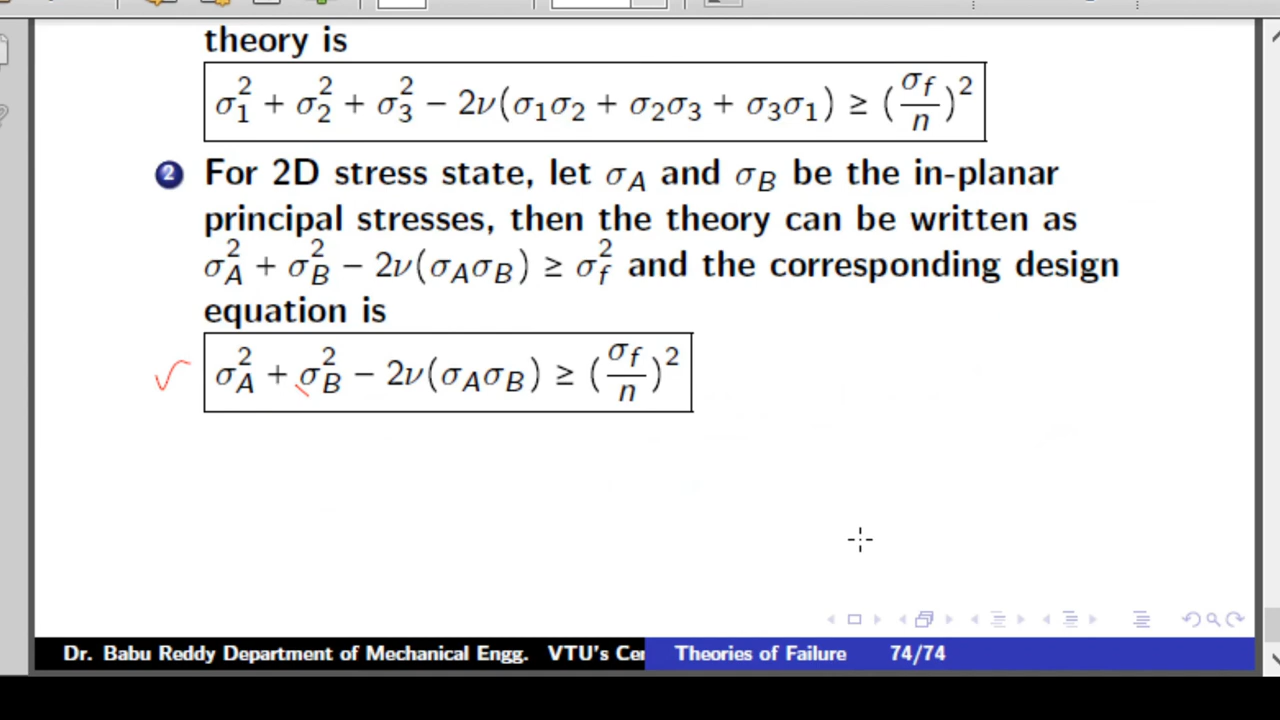 theory is
σ₁² + σ₂² + σ₃² − 2ν(σ₁σ₂ + σ₂σ₃ + σ₃σ₁) ≥ (σ_f/n)²
2 For 2D stress state, let σ_A and σ_B be the in-planar
principal stresses, then the theory can be written as
σ_A² + σ_B² − 2ν(σ_Aσ_B) ≥ σ_f² and the corresponding design
equation is
σ_A² + σ_B² − 2ν(σ_Aσ_B) ≥ (σ_f/n)²
Dr. Babu Reddy Department of Mechanical Engg. VTU's Cen Theories of Failure 74/74